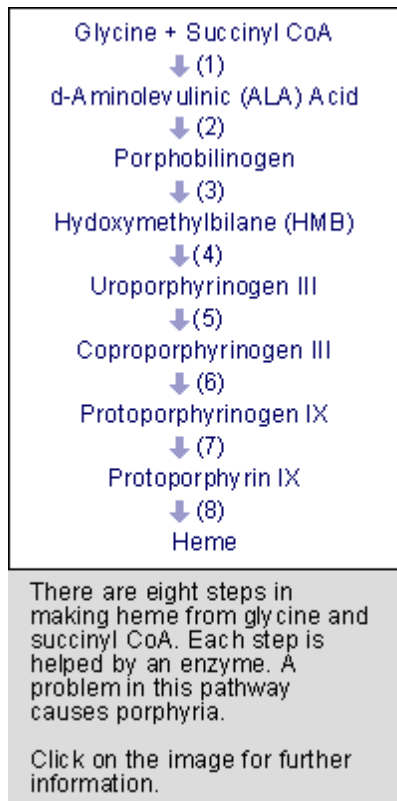 Glycine + Succinyl CoA
(1)
d-Aminolevulinic (ALA) Acid
(2)
Porphobilinogen
(3)
Hydoxymethylbilane (HMB)
(4)
Uroporphyrinogen III
(5)
Coproporphyrinogen III
(6)
Protoporphyrinogen IX
(7)
Protoporphyrin IX
(8)
Heme
There are eight steps in
making heme from glycine and
succinyl CoA. Each step is
helped by an enzyme. A
problem in this pathway
causes porphyria.
Click on the image for further
information.